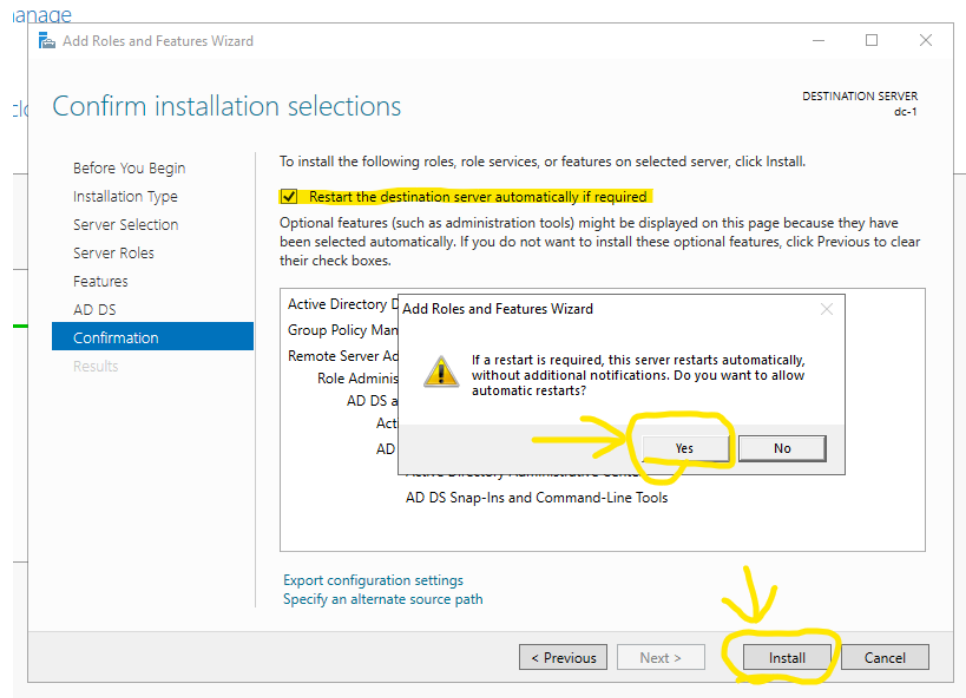 anage
Add Roles and Features Wizard
Confirm installation selections
DESTINATION SERVER
dc-1
Before You Begin
Installation Type
Server Selection
Server Roles
Features
AD DS
Confirmation
Results
To install the following roles, role services, or features on selected server, click Install.
Restart the destination server automatically if required
Optional features (such as administration tools) might be displayed on this page because they have
been selected automatically. If you do not want to install these optional features, click Previous to clear
their check boxes.
Active Directory D
Group Policy Man
Remote Server Ad
Role Adminis
AD DS a
Act
AD
Add Roles and Features Wizard
If a restart is required, this server restarts automatically,
without additional notifications. Do you want to allow
automatic restarts?
Yes No
AD DS Snap-Ins and Command-Line Tools
Export configuration settings
Specify an alternate source path
< Previous Next > Install Cancel